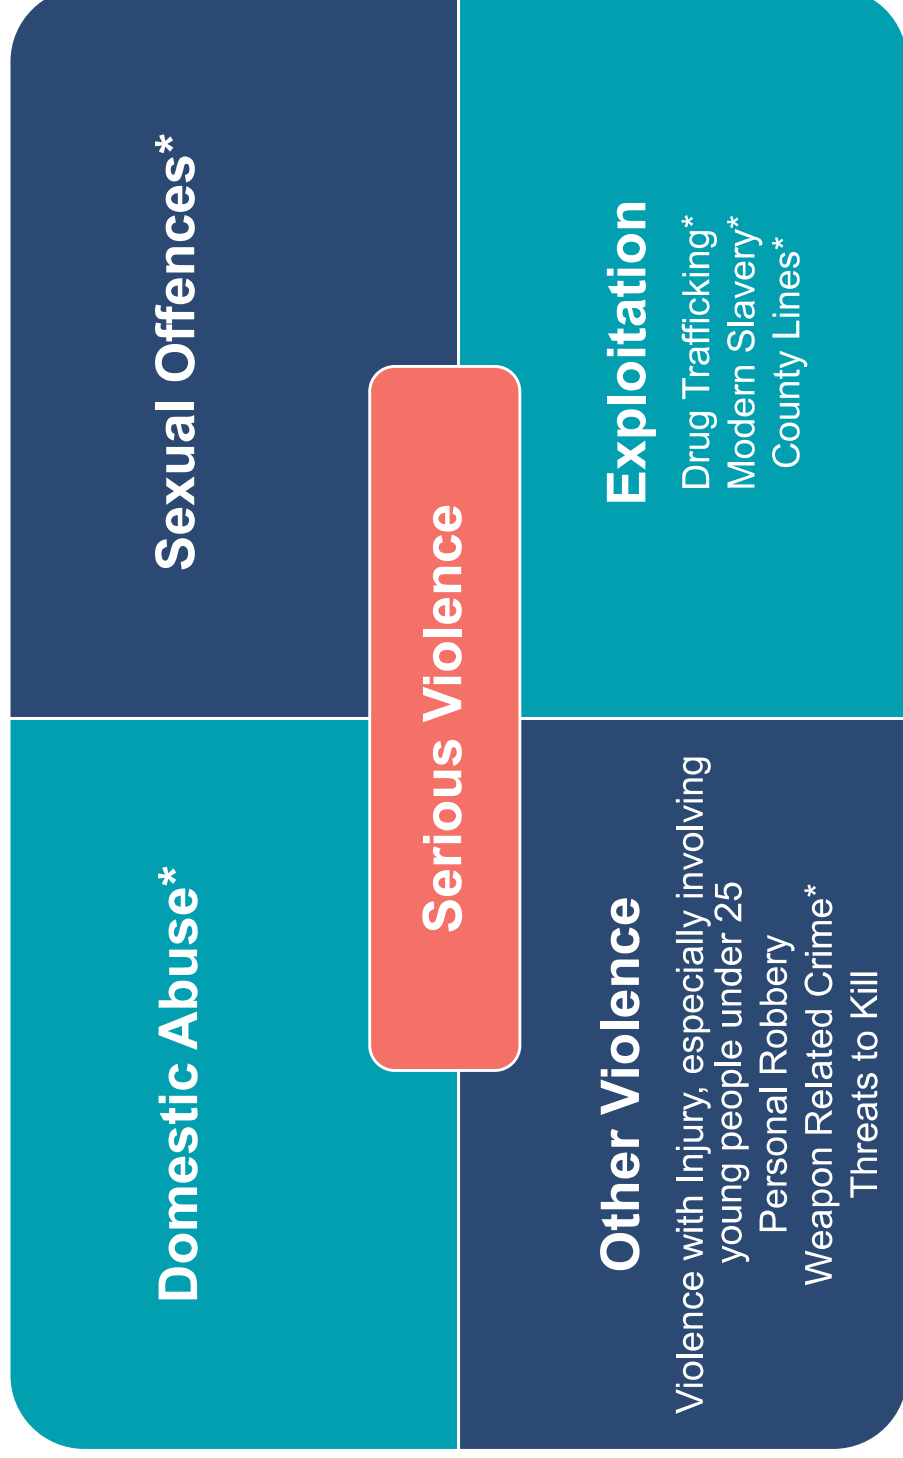 Domestic Abuse*
Sexual Offences*
Serious Violence
Other Violence
Violence with Injury, especially involving
young people under 25
Personal Robbery
Weapon Related Crime*
Threats to Kill
Exploitation
Drug Trafficking*
Modern Slavery*
County Lines*